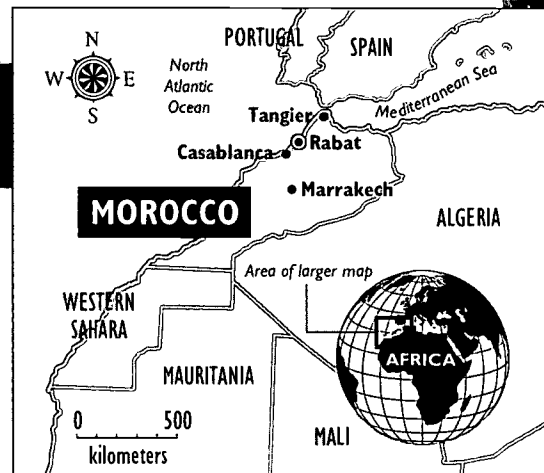 PORTUGAL
SPAIN
N
W E
S
North
Atlantic
Ocean
Mediterranean Sea
Tangier
Rabat
Casablanca
Marrakech
MOROCCO
ALGERIA
Area of larger map
WESTERN
SAHARA
AFRICA
MAURITANIA
MALI
0 500
kilometers